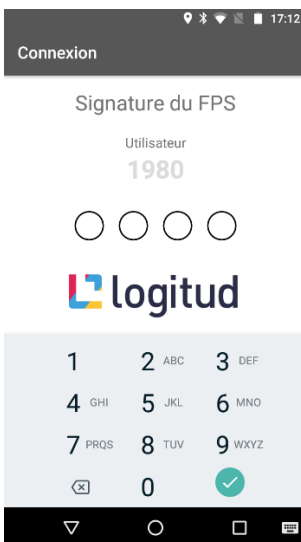 17:12
Connexion
Signature du FPS
Utilisateur
1980
logitud
1 2 ABC 3 DEF
4 GHI 5 JKL 6 MNO
7 PRQS 8 TUV 9 WXYZ
0